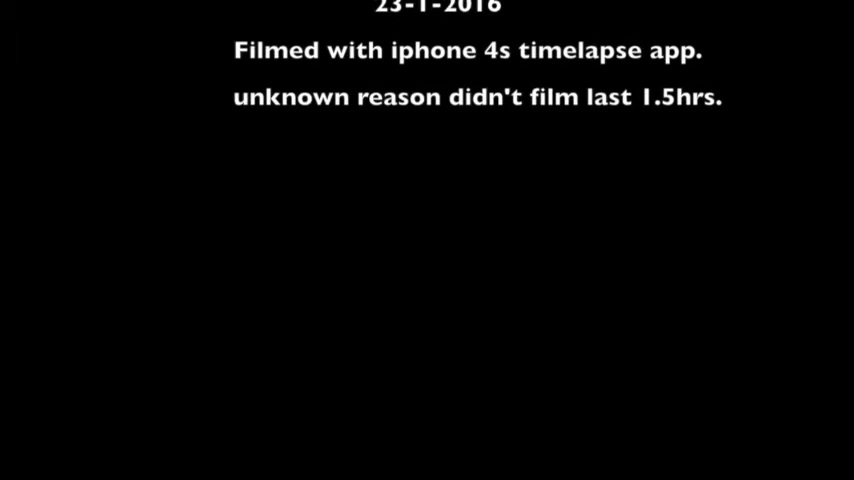 23-1-2016
Filmed with iphone 4s timelapse app.
unknown reason didn't film last 1.5hrs.